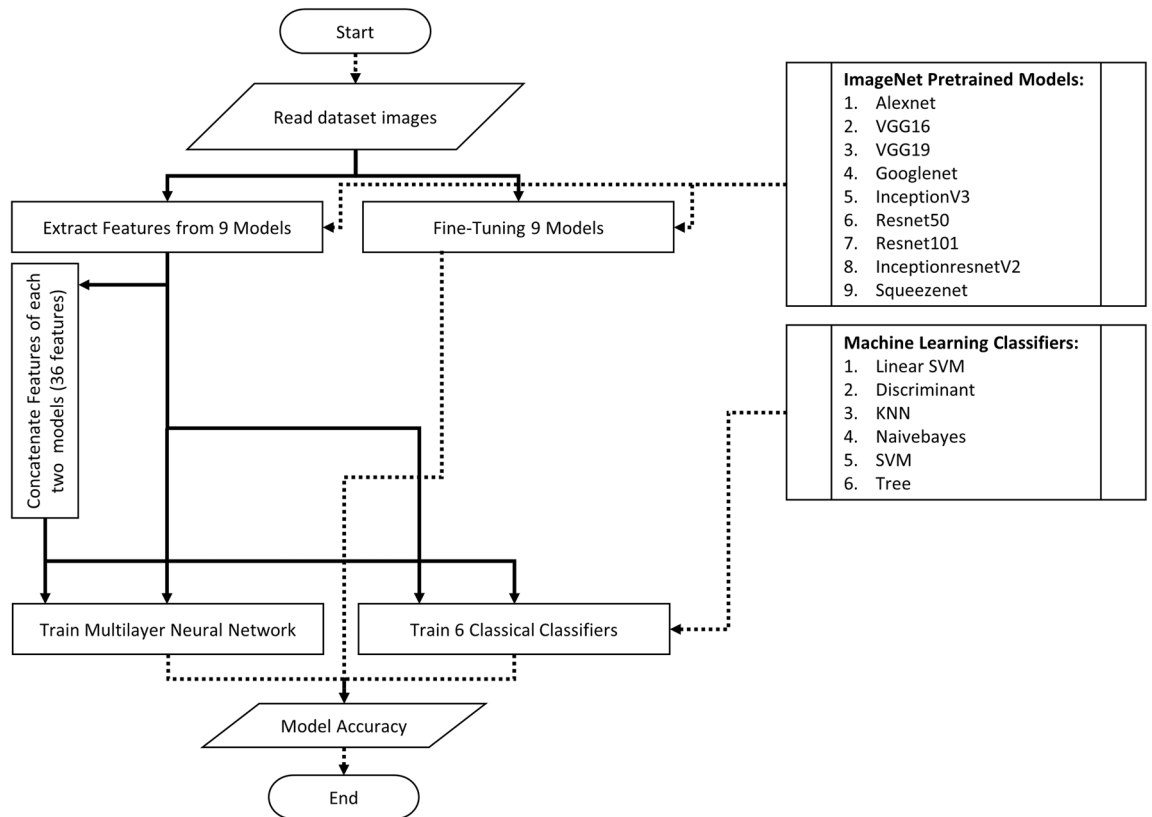 Start
Read dataset images
Extract Features from 9 Models
Fine-Tuning 9 Models
Concatenate Features of each
two models (36 features)
Train Multilayer Neural Network
Train 6 Classical Classifiers
Model Accuracy
End
ImageNet Pretrained Models:
1. Alexnet
2. VGG16
3. VGG19
4. Googlenet
5. InceptionV3
6. Resnet50
7. Resnet101
8. InceptionresnetV2
9. Squeezenet
Machine Learning Classifiers:
1. Linear SVM
2. Discriminant
3. KNN
4. Naivebayes
5. SVM
6. Tree